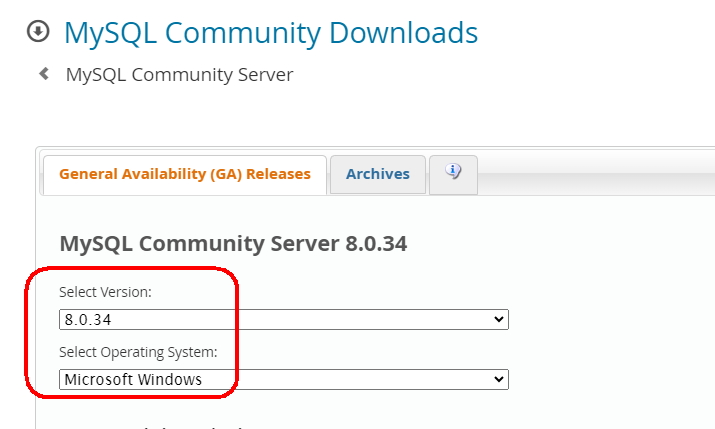 MySQL Community Downloads
MySQL Community Server
General Availability (GA) Releases
Archives
MySQL Community Server 8.0.34
Select Version:
8.0.34
Select Operating System:
Microsoft Windows